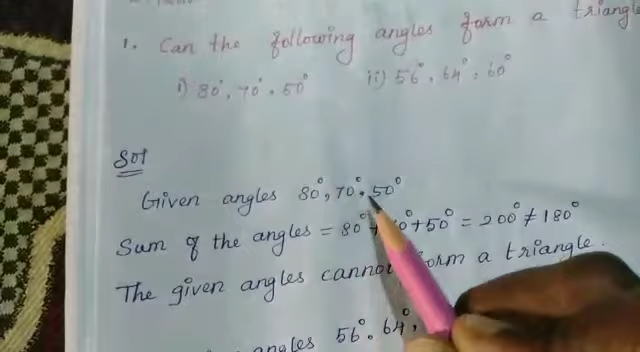 1. Can the following angles form a triangle
i) 80°, 70°, 50° ii) 56°, 64°, 60°
Sol
Given angles 80°, 70°, 50°
Sum of the angles = 80° + 70° + 50° = 200° ≠ 180°
The given angles cannot form a triangle.
angles 56°, 64°,